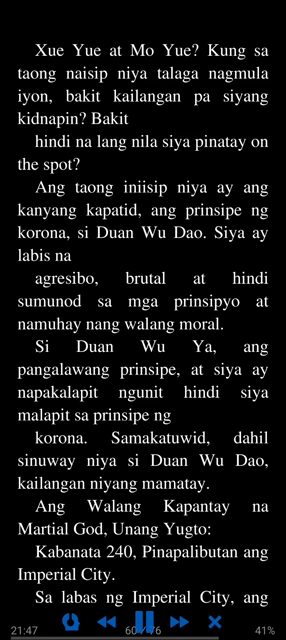 Xue Yue at Mo Yue? Kung sa
taong naisip niya talaga nagmula
iyon, bakit kailangan pa siyang
kidnapin? Bakit
hindi na lang nila siya pinatay on
the spot?
Ang taong iniisip niya ay ang
kanyang kapatid, ang prinsipe ng
korona, si Duan Wu Dao. Siya ay
labis na
agresibo, brutal at hindi
sumunod sa mga prinsipyo at
namuhay nang walang moral.
Si Duan Wu Ya, ang
pangalawang prinsipe, at siya ay
napakalapit ngunit hindi siya
malapit sa prinsipe ng
korona. Samakatuwid, dahil
sinuway niya si Duan Wu Dao,
kailangan niyang mamatay.
Ang Walang Kapantay na
Martial God, Unang Yugto:
Kabanata 240, Pinapalibutan ang
Imperial City.
Sa labas ng Imperial City, ang
21:47 41%